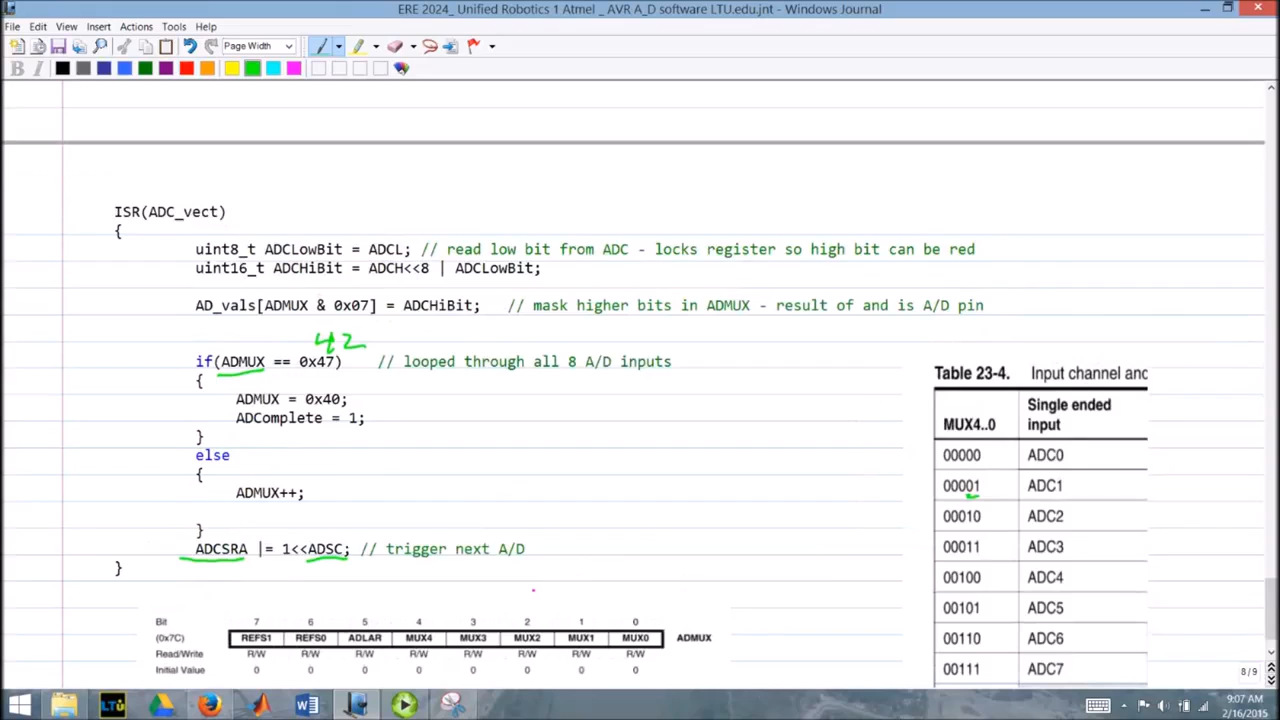 ERE 2024_ Unified Robotics 1 Atmel _ AVR A_D software LTU.edu.jnt - Windows Journal
File Edit View Insert Actions Tools Help
Page Width
B I
ISR(ADC_vect)
{
uint8_t ADCLowBit = ADCL; // read low bit from ADC - locks register so high bit can be red
uint16_t ADCHiBit = ADCH<<8 | ADCLowBit;
AD_vals[ADMUX & 0x07] = ADCHiBit; // mask higher bits in ADMUX - result of and is A/D pin
42
if(ADMUX == 0x47) // looped through all 8 A/D inputs
{
ADMUX = 0x40;
ADComplete = 1;
}
else
{
ADMUX++;
}
ADCSRA |= 1<<ADSC; // trigger next A/D
}
Table 23-4. Input channel and
MUX4..0 Single ended input
00000 ADC0
00001 ADC1
00010 ADC2
00011 ADC3
00100 ADC4
00101 ADC5
00110 ADC6
00111 ADC7
Bit 7 6 5 4 3 2 1 0
(0x7C) REFS1 REFS0 ADLAR MUX4 MUX3 MUX2 MUX1 MUX0 ADMUX
Read/Write R/W R/W R/W R/W R/W R/W R/W R/W
Initial Value 0 0 0 0 0 0 0 0
8/9
LTU
9:07 AM
2/16/2015